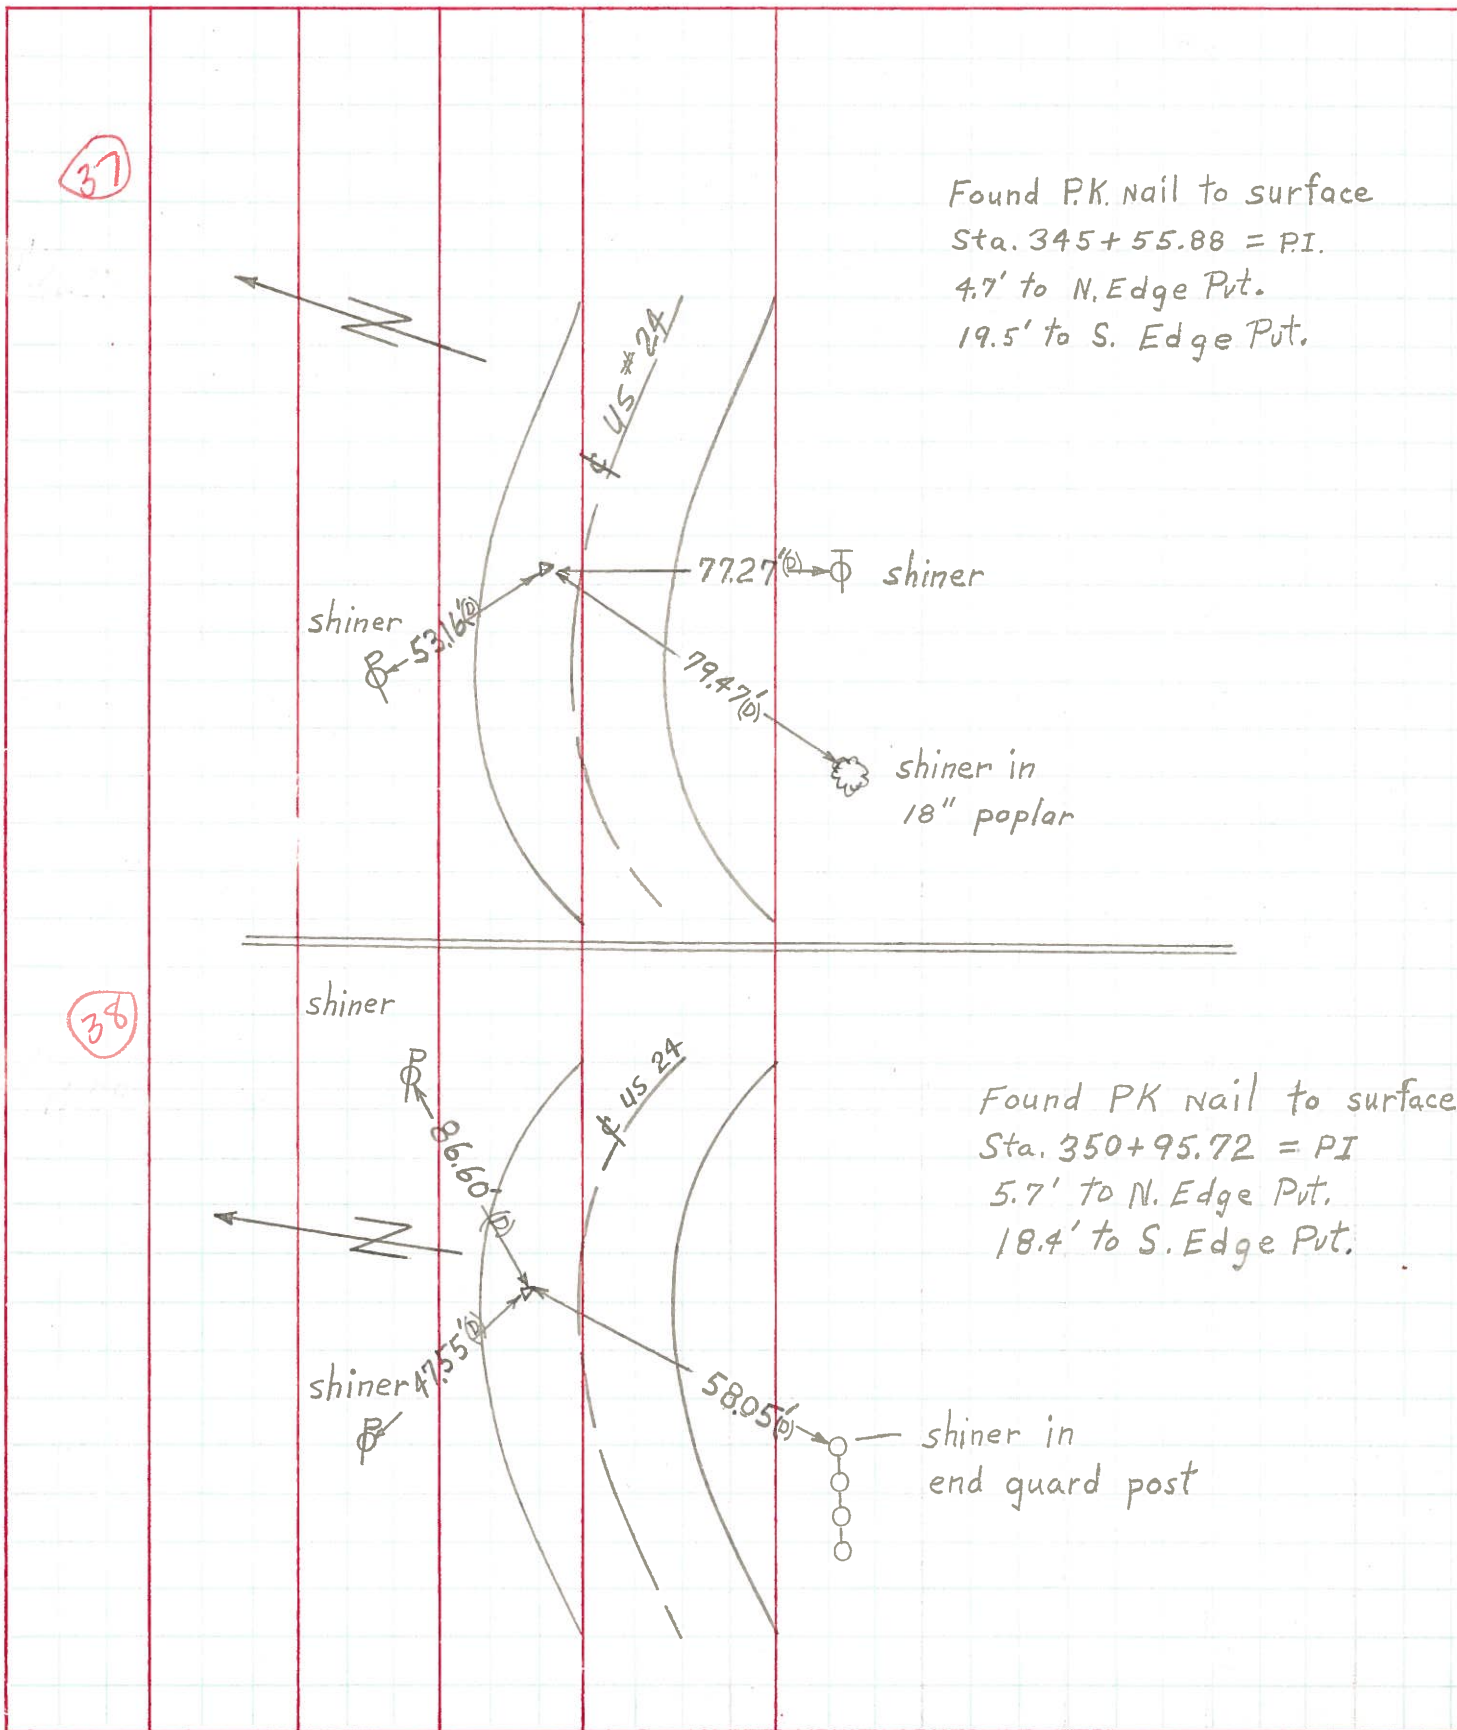 37
Found P.K. Nail to surface
Sta. 345+55.88 = P.I.
4.7' to N. Edge Pvt.
19.5' to S. Edge Pvt.
℄ US #24
77.27'(D)
shiner
shiner
53.16'(D)
79.47'(D)
shiner in
18" poplar
38
shiner
℄ US 24
86.60'(D)
Found PK Nail to surface
Sta. 350+95.72 = PI
5.7' to N. Edge Pvt.
18.4' to S. Edge Pvt.
shiner
47.55'(D)
58.05'(D)
shiner in
end guard post